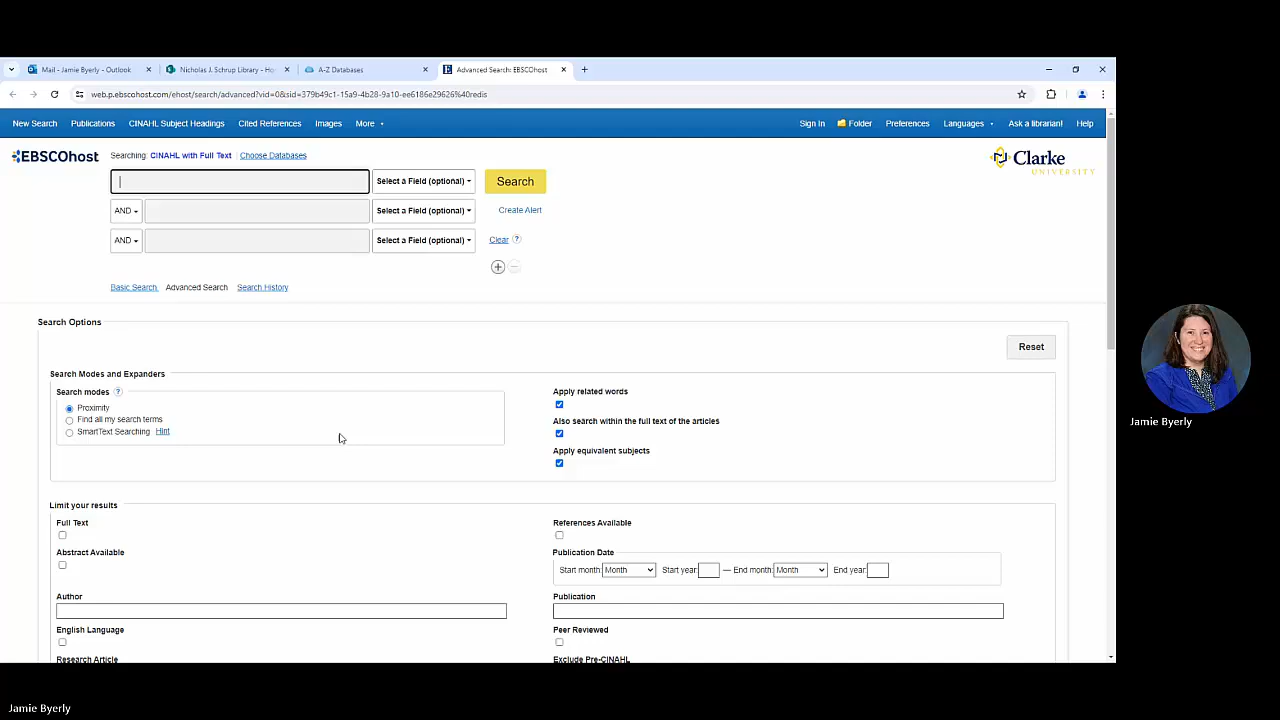 Mail - Jamie Byerly - Outlook
Nicholas J. Schrup Library - Ho
A-Z Databases
Advanced Search: EBSCOhost
web.p.ebscohost.com/ehost/search/advanced?vid=0&sid=379b49c1-15a9-4b28-9a10-ee6186e29626%40redis
New Search Publications CINAHL Subject Headings Cited References Images More
Sign In Folder Preferences Languages Ask a librarian! Help
EBSCOhost
Searching: CINAHL with Full Text Choose Databases
Clarke
UNIVERSITY
Select a Field (optional) Search
AND Select a Field (optional) Create Alert
AND Select a Field (optional) Clear ?
Basic Search Advanced Search Search History
Search Options
Reset
Search Modes and Expanders
Search modes ?
Proximity
Find all my search terms
SmartText Searching Hint
Apply related words
Also search within the full text of the articles
Apply equivalent subjects
Limit your results
Full Text
References Available
Abstract Available
Publication Date
Start month: Month Start year: — End month: Month End year:
Author
Publication
English Language
Peer Reviewed
Research Article
Exclude Pre-CINAHL
Jamie Byerly
Jamie Byerly